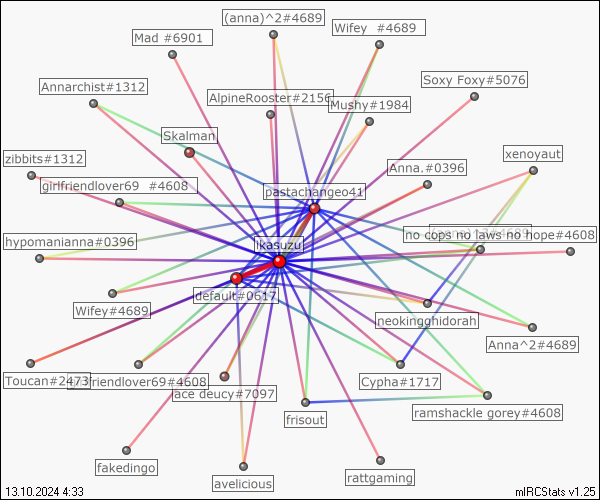 (anna)^2#4689
Wifey #4689
Mad #6901
Soxy Foxy#5076
Annarchist#1312
AlpineRooster#2156
Mushy#1984
Skalman
xenoyaut
zibbits#1312
Anna.#0396
girlfriendlover69 #4608
pastachangeo41
no cops no laws no hope#4608
hypomanianna#0396
likasuzu
default#0617
Wifey#4689
neokingghidorah
Anna^2#4689
Toucan#2473
friendlover69#4608
Cypha#1717
ace deucy#7097
ramshackle gorey#4608
frisout
fakedingo
rattgaming
avelicious
13.10.2024 4:33
mIRCStats v1.25